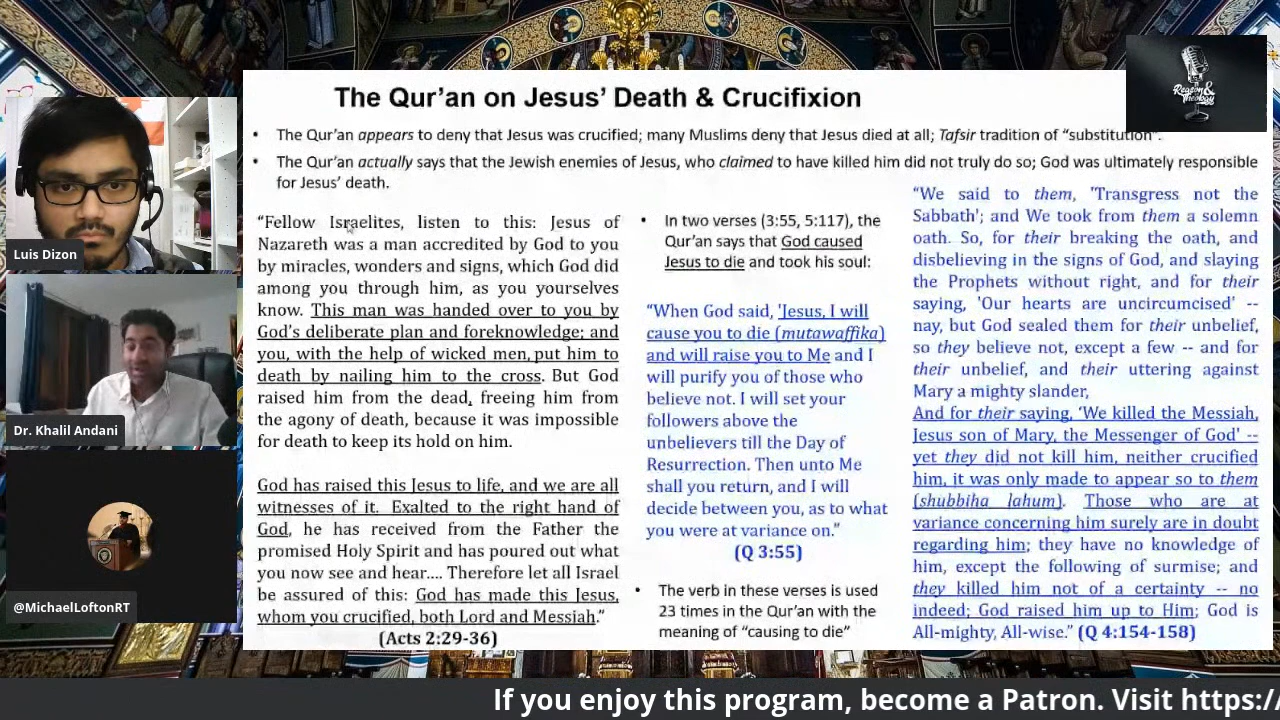 The Qur’an on Jesus’ Death & Crucifixion
• The Qur’an appears to deny that Jesus was crucified; many Muslims deny that Jesus died at all; Tafsir tradition of “substitution”.
• The Qur’an actually says that the Jewish enemies of Jesus, who claimed to have killed him did not truly do so; God was ultimately responsible
for Jesus’ death.
“Fellow Israelites, listen to this: Jesus of
Nazareth was a man accredited by God to you
by miracles, wonders and signs, which God did
among you through him, as you yourselves
know. This man was handed over to you by
God’s deliberate plan and foreknowledge; and
you, with the help of wicked men, put him to
death by nailing him to the cross. But God
raised him from the dead, freeing him from
the agony of death, because it was impossible
for death to keep its hold on him.
God has raised this Jesus to life, and we are all
witnesses of it. Exalted to the right hand of
God, he has received from the Father the
promised Holy Spirit and has poured out what
you now see and hear…. Therefore let all Israel
be assured of this: God has made this Jesus,
whom you crucified, both Lord and Messiah.”
(Acts 2:29-36)
• In two verses (3:55, 5:117), the
Qur’an says that God caused
Jesus to die and took his soul:
“When God said, 'Jesus, I will
cause you to die (mutawaffika)
and will raise you to Me and I
will purify you of those who
believe not. I will set your
followers above the
unbelievers till the Day of
Resurrection. Then unto Me
shall you return, and I will
decide between you, as to what
you were at variance on.”
(Q 3:55)
• The verb in these verses is used
23 times in the Qur’an with the
meaning of “causing to die”
“We said to them, 'Transgress not the
Sabbath'; and We took from them a solemn
oath. So, for their breaking the oath, and
disbelieving in the signs of God, and slaying
the Prophets without right, and for their
saying, 'Our hearts are uncircumcised' --
nay, but God sealed them for their unbelief,
so they believe not, except a few -- and for
their unbelief, and their uttering against
Mary a mighty slander,
And for their saying, ‘We killed the Messiah,
Jesus son of Mary, the Messenger of God' --
yet they did not kill him, neither crucified
him, it was only made to appear so to them
(shubbiha lahum). Those who are at
variance concerning him surely are in doubt
regarding him; they have no knowledge of
him, except the following of surmise; and
they killed him not of a certainty -- no
indeed; God raised him up to Him; God is
All-mighty, All-wise.” (Q 4:154-158)
Reason &
Theology
Luis Dizon
Dr. Khalil Andani
@MichaelLoftonRT
If you enjoy this program, become a Patron. Visit https:/